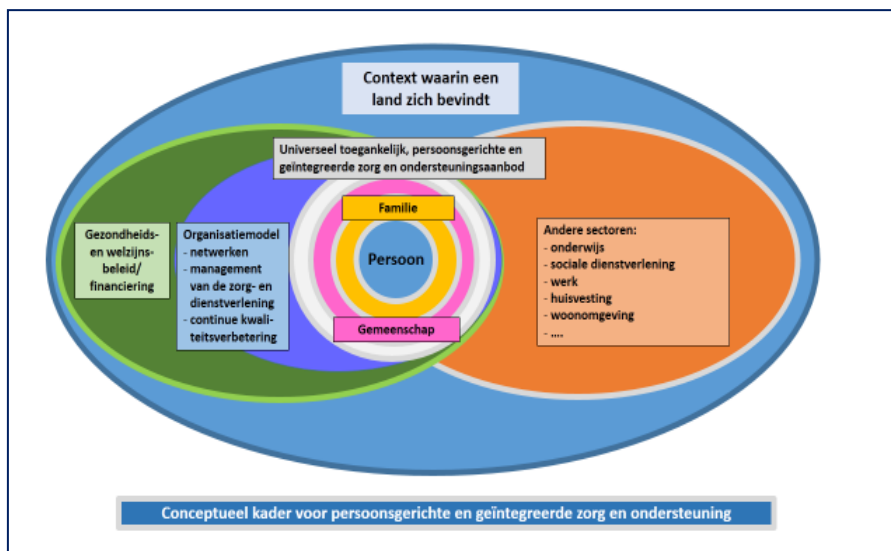 Context waarin een
land zich bevindt
Universeel toegankelijk, persoonsgerichte en
geïntegreerde zorg en ondersteuningsaanbod
Familie
Persoon
Gemeenschap
Gezondheids-
en welzijns-
beleid/
financiering
Organisatiemodel
- netwerken
- management
van de zorg- en
dienstverlening
- continue kwali-
teitsverbetering
Andere sectoren:
- onderwijs
- sociale dienstverlening
- werk
- huisvesting
- woonomgeving
- ....
Conceptueel kader voor persoonsgerichte en geïntegreerde zorg en ondersteuning